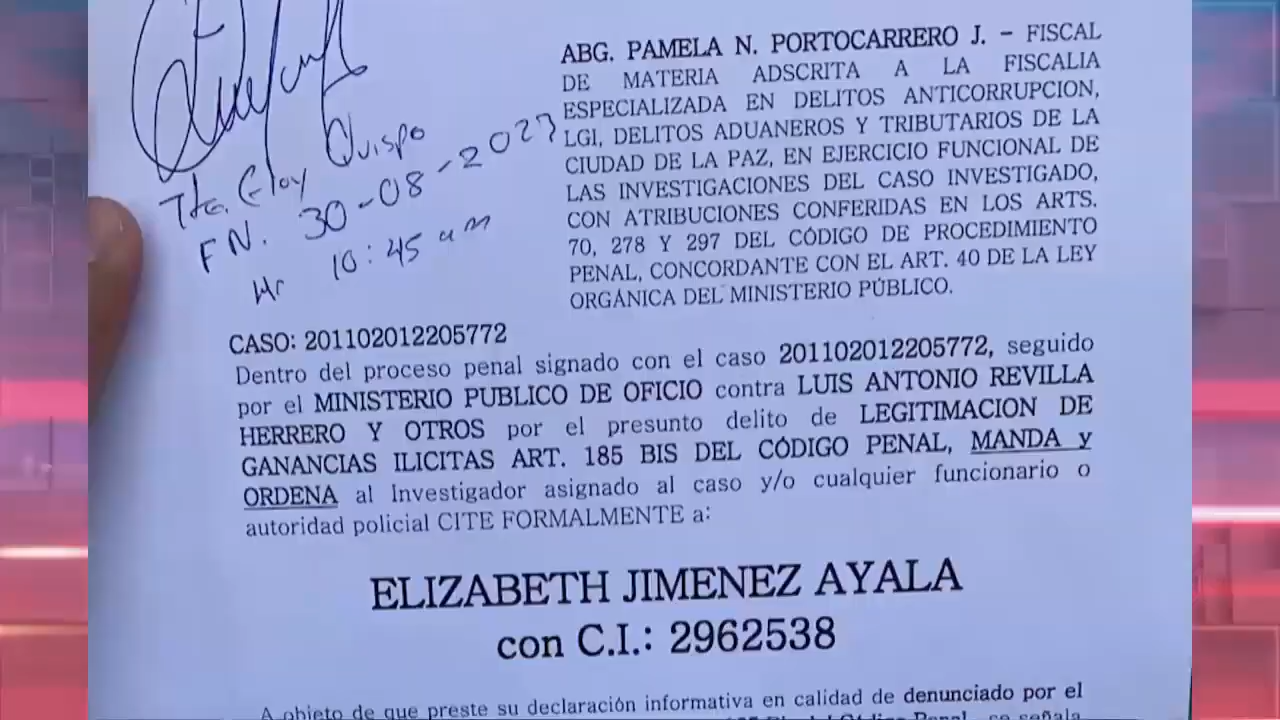 Quispe
Tte. Eloy
FN. 30-08-2023
Hr 10:45 am
ABG. PAMELA N. PORTOCARRERO J. – FISCAL
DE MATERIA ADSCRITA A LA FISCALIA
ESPECIALIZADA EN DELITOS ANTICORRUPCION,
LGI, DELITOS ADUANEROS Y TRIBUTARIOS DE LA
CIUDAD DE LA PAZ, EN EJERCICIO FUNCIONAL DE
LAS INVESTIGACIONES DEL CASO INVESTIGADO,
CON ATRIBUCIONES CONFERIDAS EN LOS ARTS.
70, 278 Y 297 DEL CÓDIGO DE PROCEDIMIENTO
PENAL, CONCORDANTE CON EL ART. 40 DE LA LEY
ORGÁNICA DEL MINISTERIO PÚBLICO.
CASO: 201102012205772
Dentro del proceso penal signado con el caso 201102012205772, seguido
por el MINISTERIO PUBLICO DE OFICIO contra LUIS ANTONIO REVILLA
HERRERO Y OTROS por el presunto delito de LEGITIMACION DE
GANANCIAS ILICITAS ART. 185 BIS DEL CÓDIGO PENAL, MANDA y
ORDENA al Investigador asignado al caso y/o cualquier funcionario o
autoridad policial CITE FORMALMENTE a:
ELIZABETH JIMENEZ AYALA
con C.I.: 2962538
A objeto de que preste su declaración informativa en calidad de denunciado por el
Código Penal, se señala